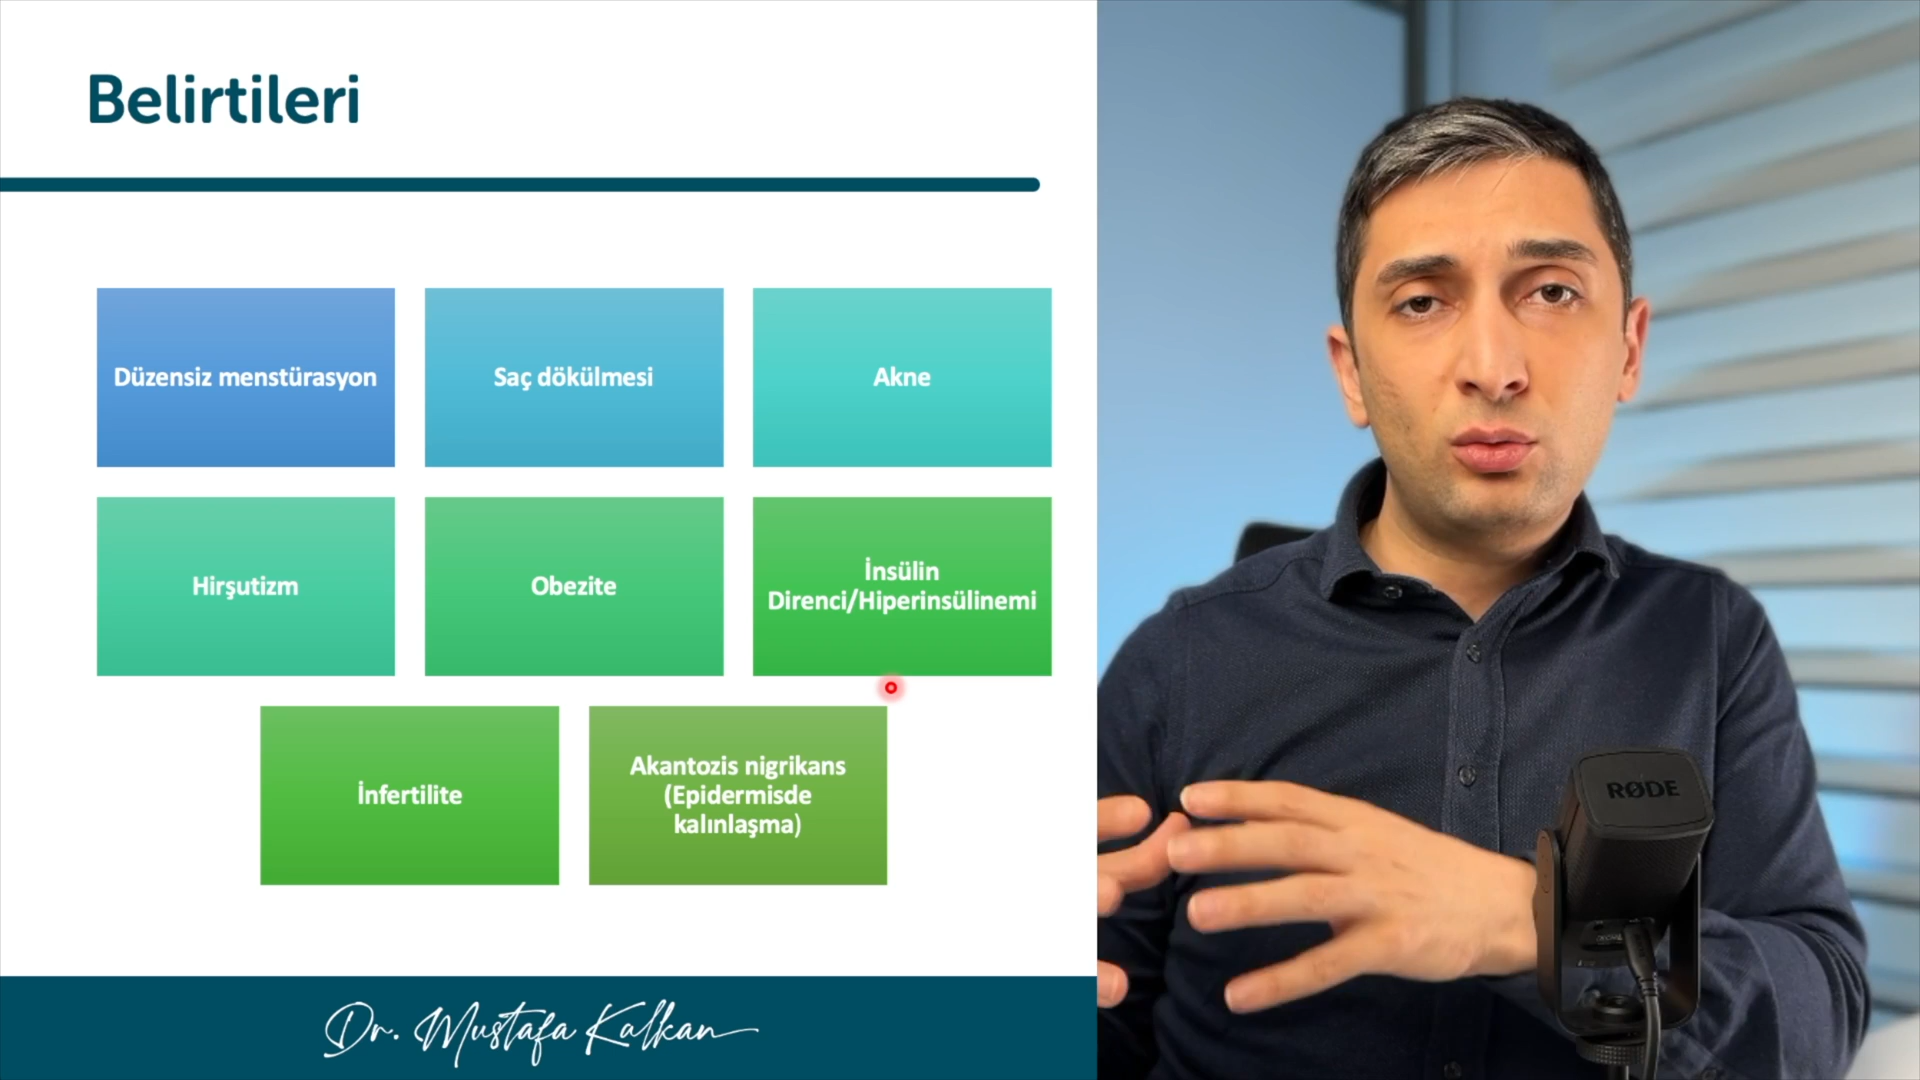 Belirtileri
Düzensiz menstürasyon
Saç dökülmesi
Akne
Hirşutizm
Obezite
İnsülin
Direnci/Hiperinsülinemi
İnfertilite
Akantozis nigrikans
(Epidermisde
kalınlaşma)
Dr. Mustafa Kalkan
RØDE